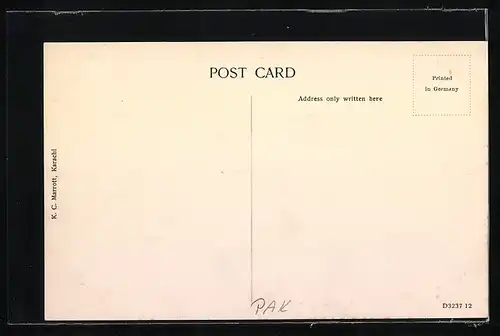 POST CARD
Address only written here
Printed
in Germany
K. C. Marrott, Karachi
PAK
D3237 12